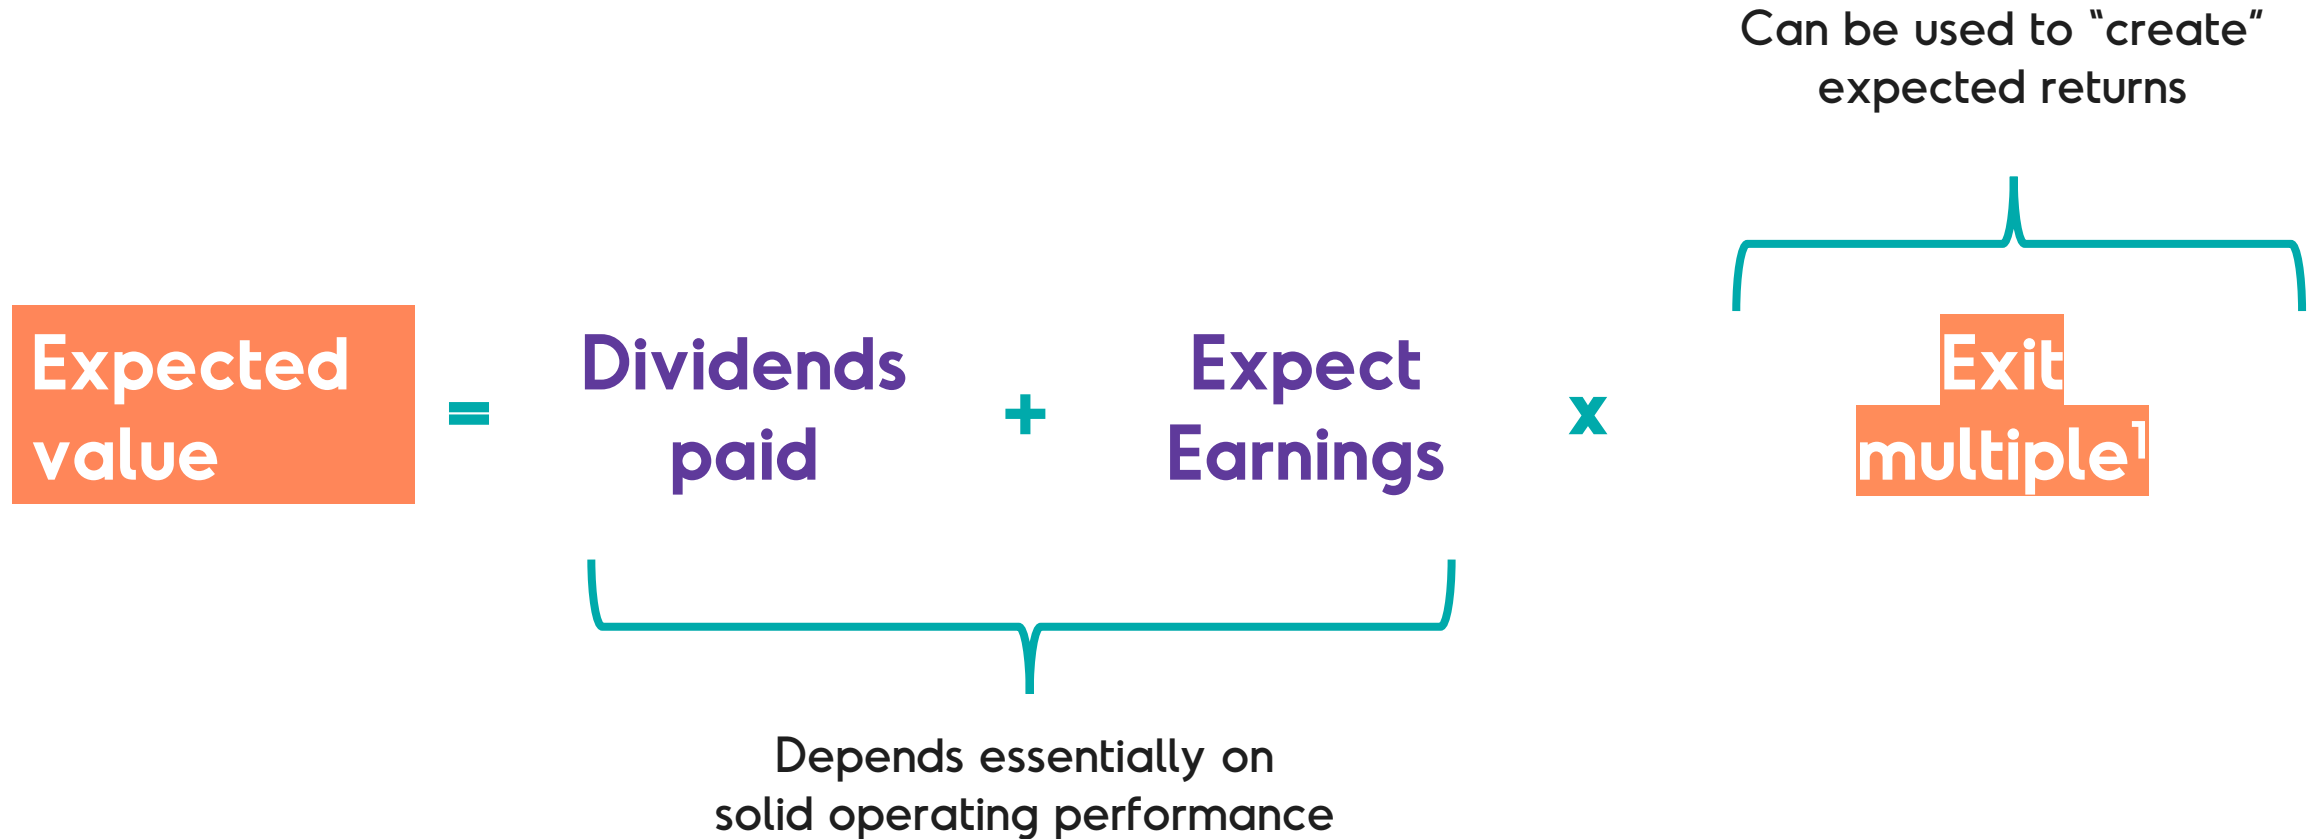 Can be used to “create”
expected returns
Expected
value
=
Dividends
paid
+
Expect
Earnings
x
Exit
multiple¹
Depends essentially on
solid operating performance